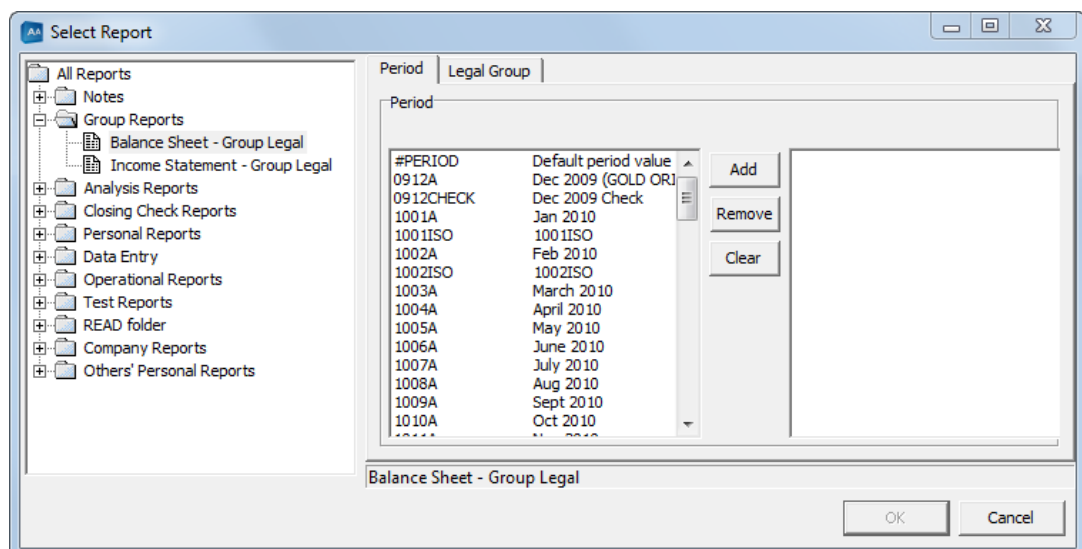 Select Report
All Reports
Notes
Group Reports
Balance Sheet - Group Legal
Income Statement - Group Legal
Analysis Reports
Closing Check Reports
Personal Reports
Data Entry
Operational Reports
Test Reports
READ folder
Company Reports
Others' Personal Reports
Period Legal Group
Period
#PERIOD Default period value
0912A Dec 2009 (GOLD ORI
0912CHECK Dec 2009 Check
1001A Jan 2010
1001ISO 1001ISO
1002A Feb 2010
1002ISO 1002ISO
1003A March 2010
1004A April 2010
1005A May 2010
1006A June 2010
1007A July 2010
1008A Aug 2010
1009A Sept 2010
1010A Oct 2010
Add
Remove
Clear
Balance Sheet - Group Legal
OK Cancel